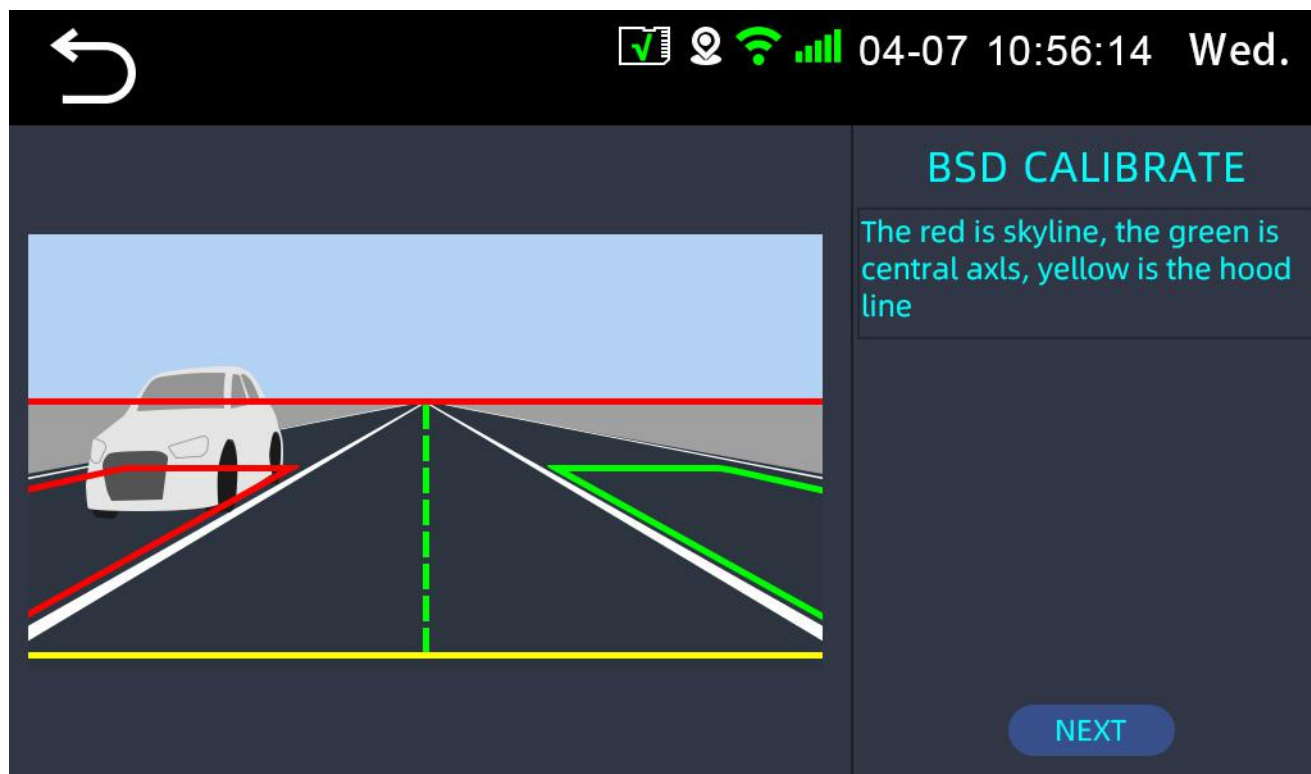 04-07 10:56:14 Wed.
BSD CALIBRATE
The red is skyline, the green is
central axls, yellow is the hood
line
NEXT